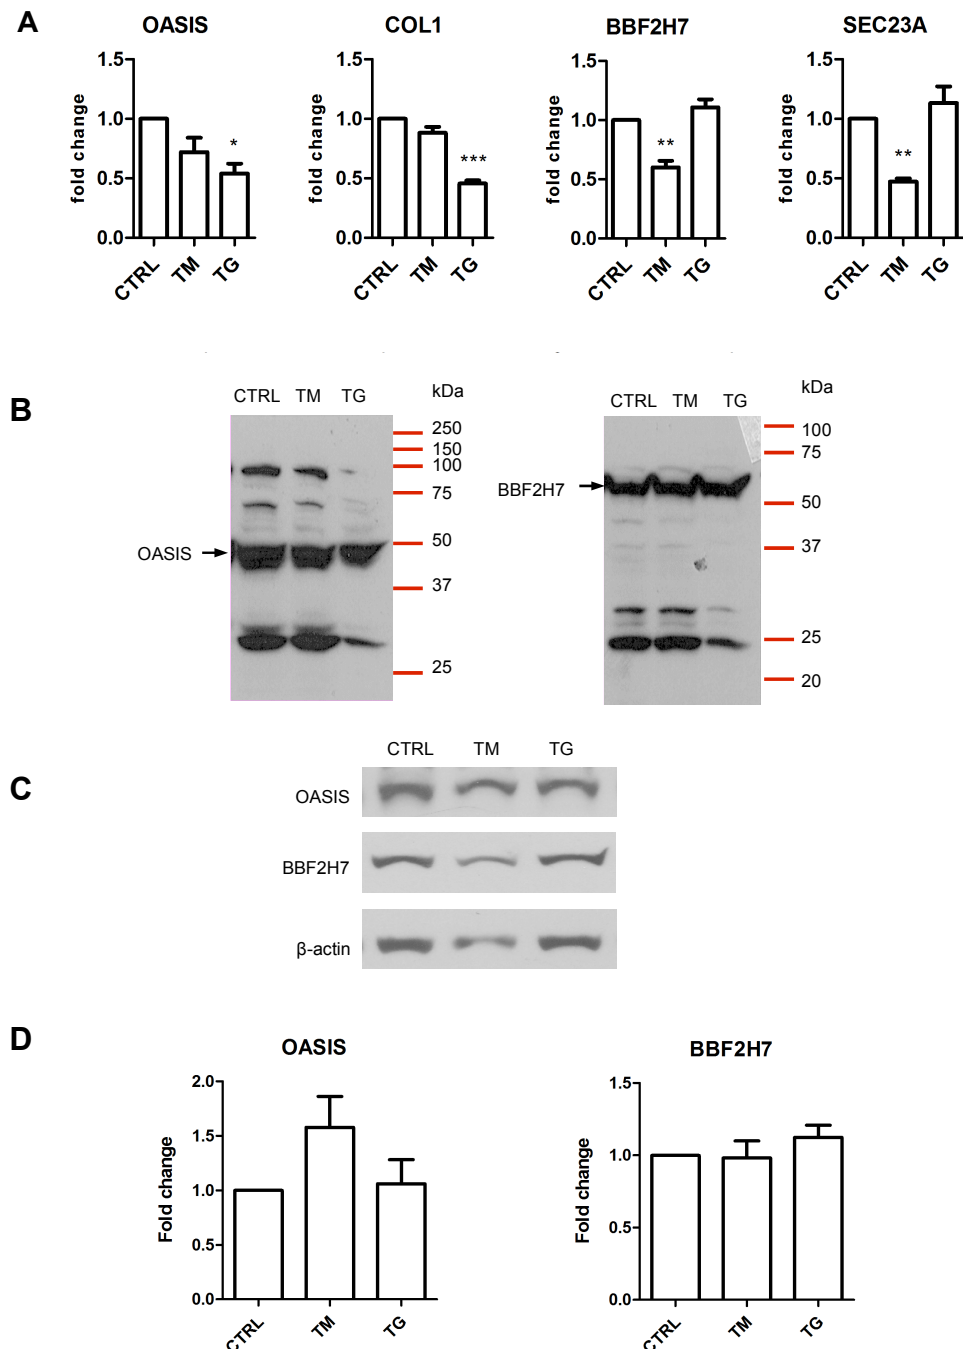 A
OASIS COL1 BBF2H7 SEC23A
fold change 1.5 1.0 0.5 0.0 * CTRL TM TG
fold change 1.5 1.0 0.5 0.0 *** CTRL TM TG
fold change 1.5 1.0 0.5 0.0 ** CTRL TM TG
fold change 1.5 1.0 0.5 0.0 ** CTRL TM TG
B
CTRL TM TG kDa
250
150
100
75
50
37
25
OASIS
CTRL TM TG kDa
100
75
50
37
25
20
BBF2H7
C
CTRL TM TG
OASIS
BBF2H7
β-actin
D
OASIS
Fold change
2.0
1.5
1.0
0.5
0.0
CTRL TM TG
BBF2H7
Fold change
1.5
1.0
0.5
0.0
CTRL TM TG